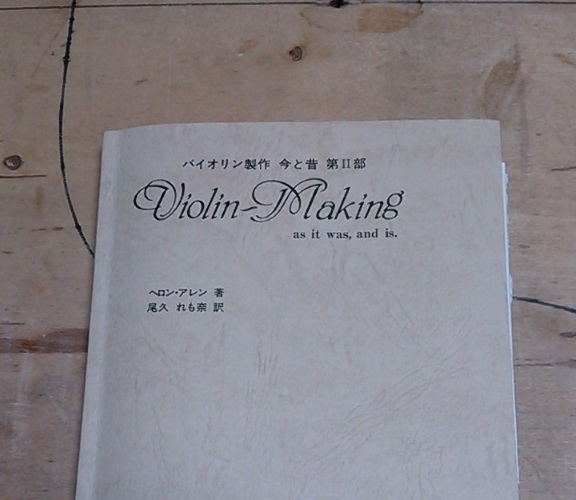 バイオリン製作 今と昔 第II部
Violin-Making
as it was, and is.
ヘロン・アレン 著
尾久 れも奈 訳